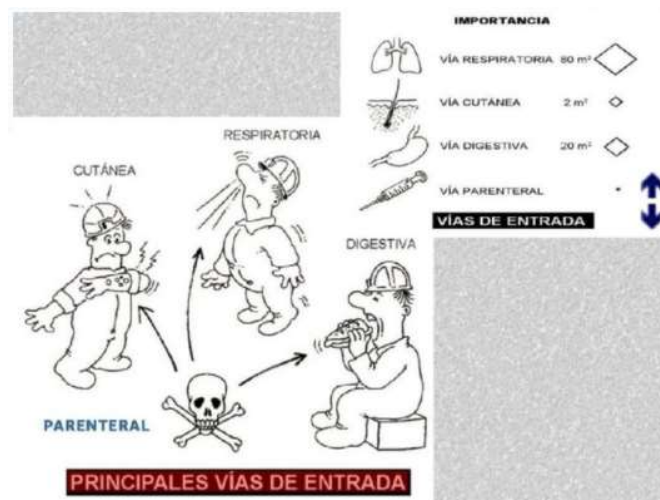 IMPORTANCIA
VÍA RESPIRATORIA 80 m²
VÍA CUTÁNEA 2 m²
VÍA DIGESTIVA 20 m²
VÍA PARENTERAL
VÍAS DE ENTRADA
RESPIRATORIA
CUTÁNEA
DIGESTIVA
PARENTERAL
PRINCIPALES VÍAS DE ENTRADA